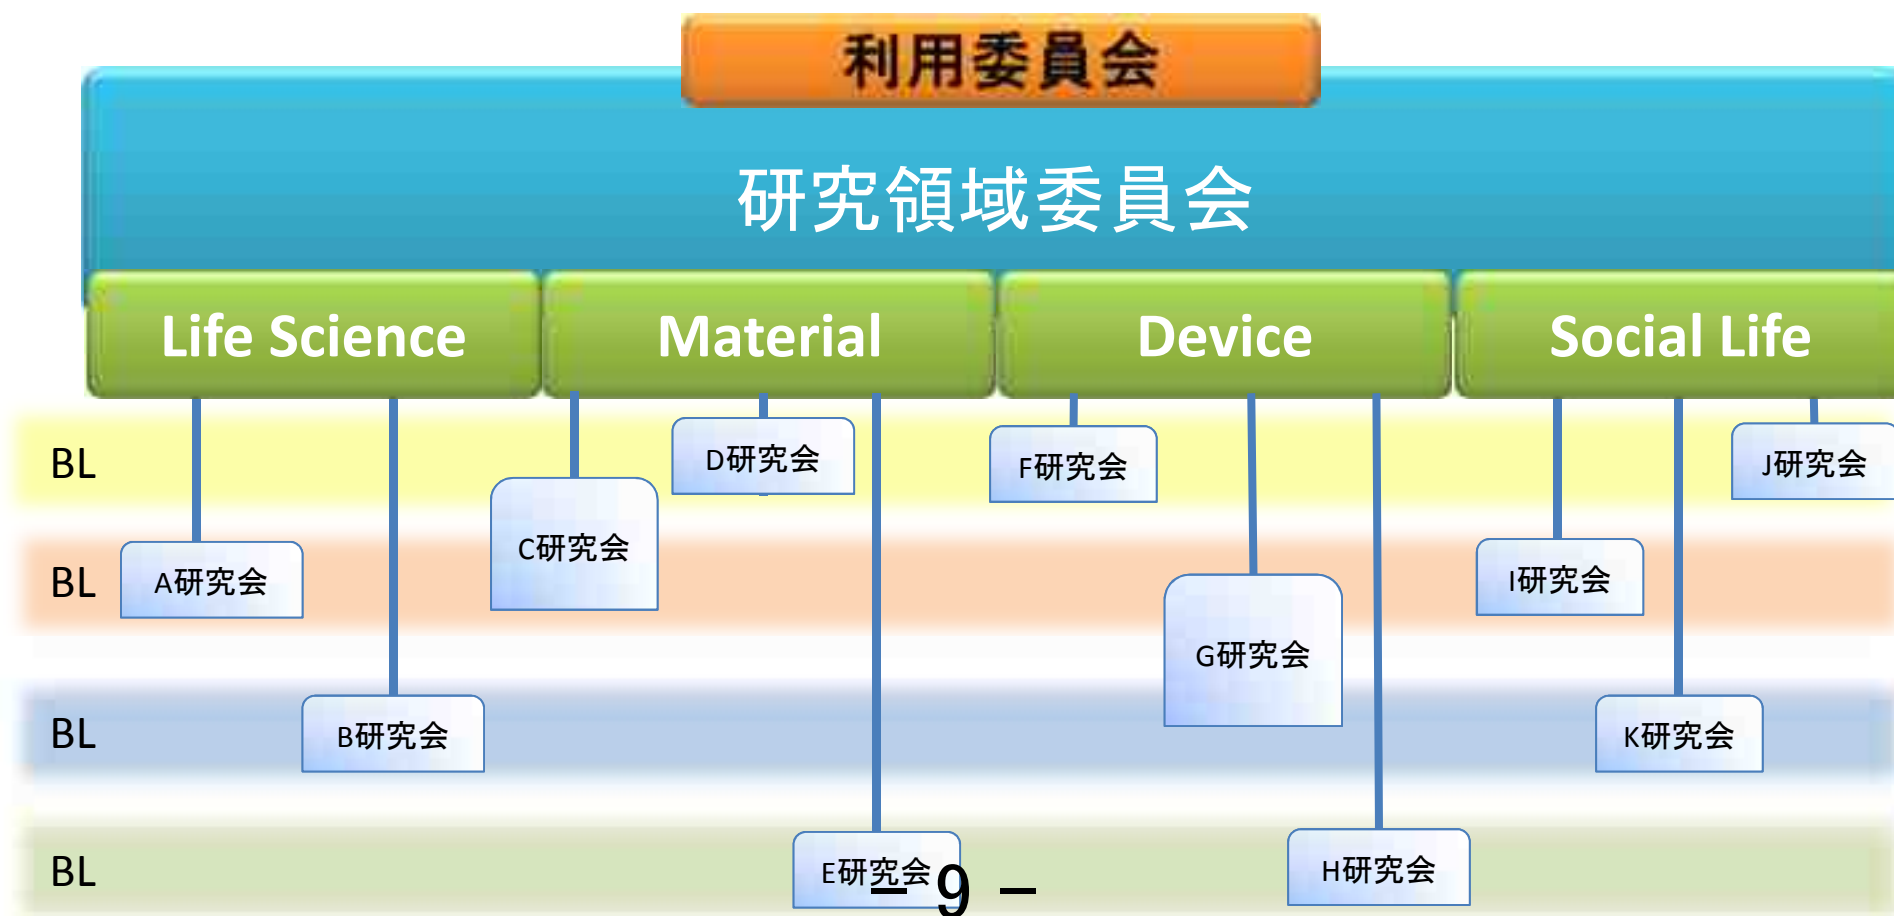 利用委員会
研究領域委員会
Life Science
Material
Device
Social Life
BL
D研究会
F研究会
J研究会
C研究会
BL
A研究会
I研究会
G研究会
BL
B研究会
K研究会
BL
E研究会
H研究会
– 9 –